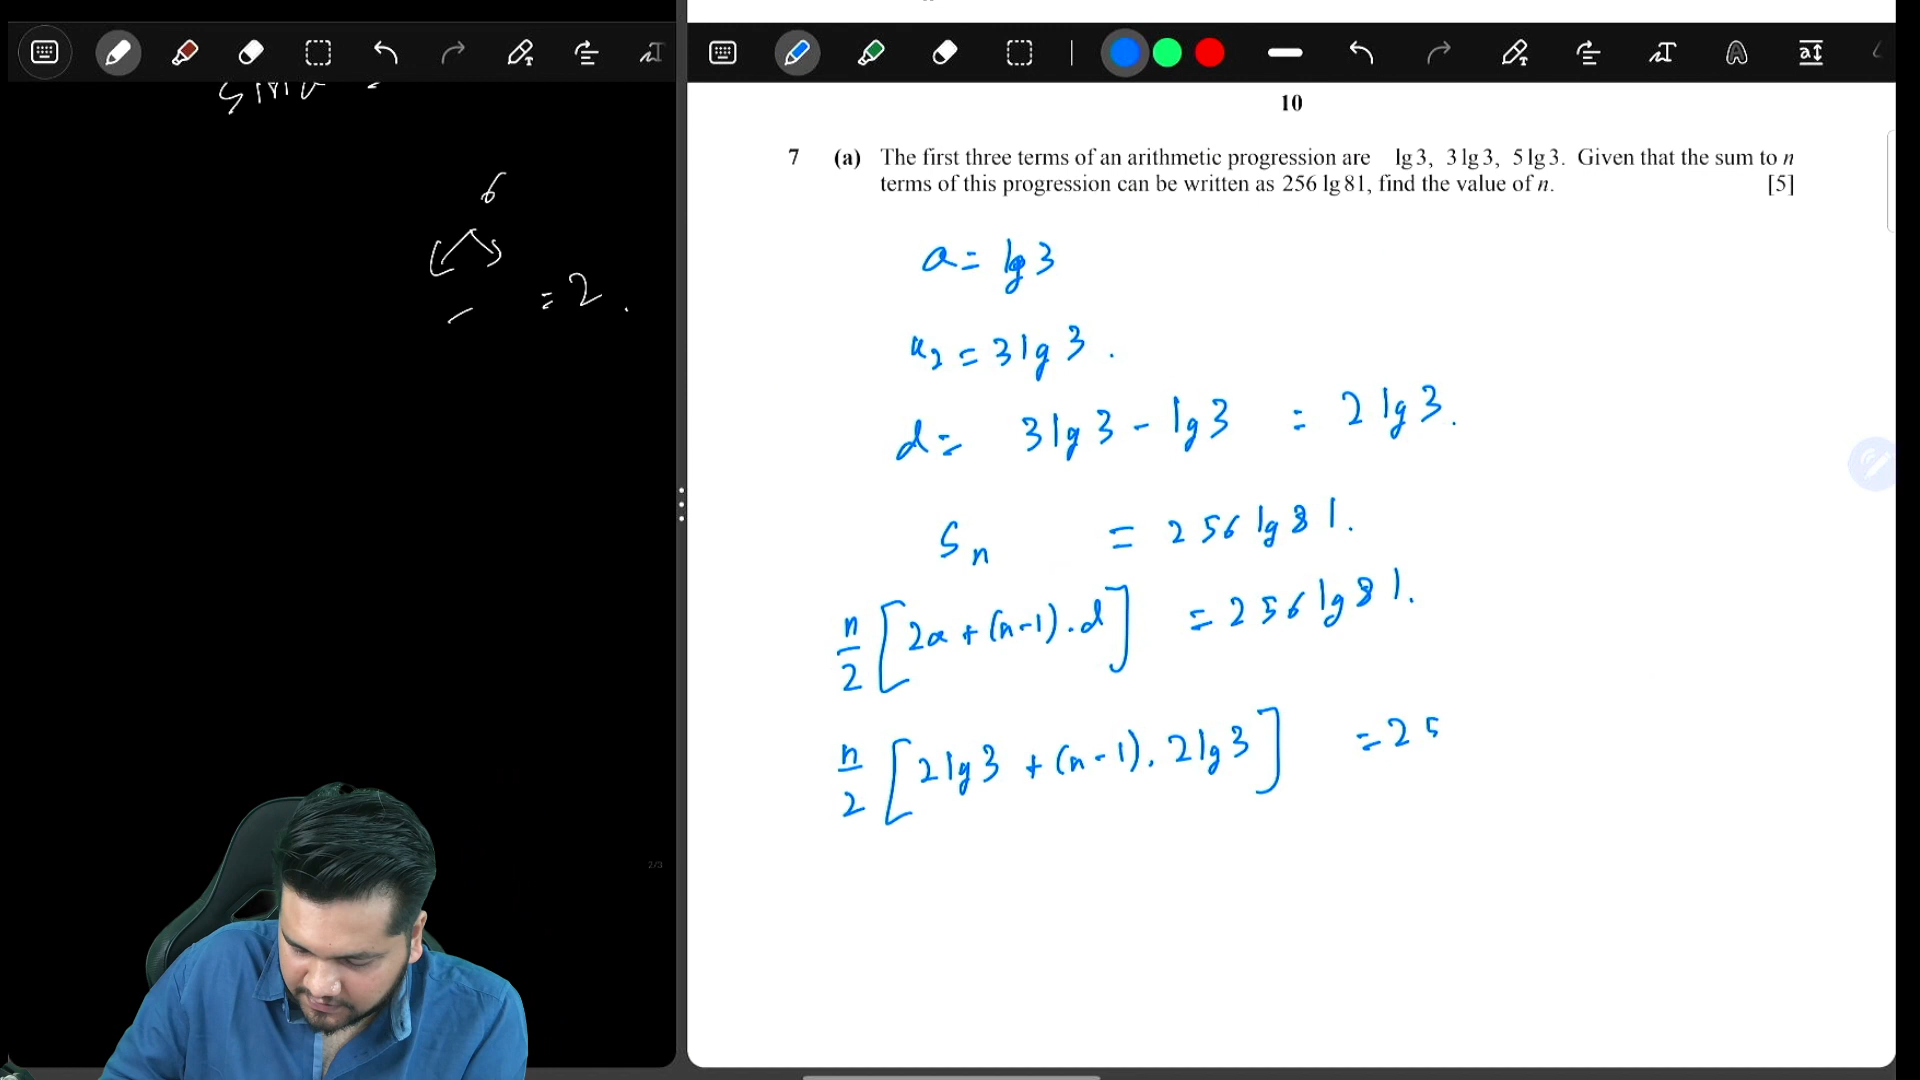 10
7 (a) The first three terms of an arithmetic progression are lg 3, 3 lg 3, 5 lg 3. Given that the sum to n
terms of this progression can be written as 256 lg 81, find the value of n. [5]
a = lg 3
u2 = 3 lg 3 .
d = 3 lg 3 - lg 3 = 2 lg 3 .
Sn = 256 lg 81 .
n/2 [2a + (n-1) . d] = 256 lg 81 .
n/2 [2 lg 3 + (n-1) . 2 lg 3] = 25
6
= 2 .
2/3